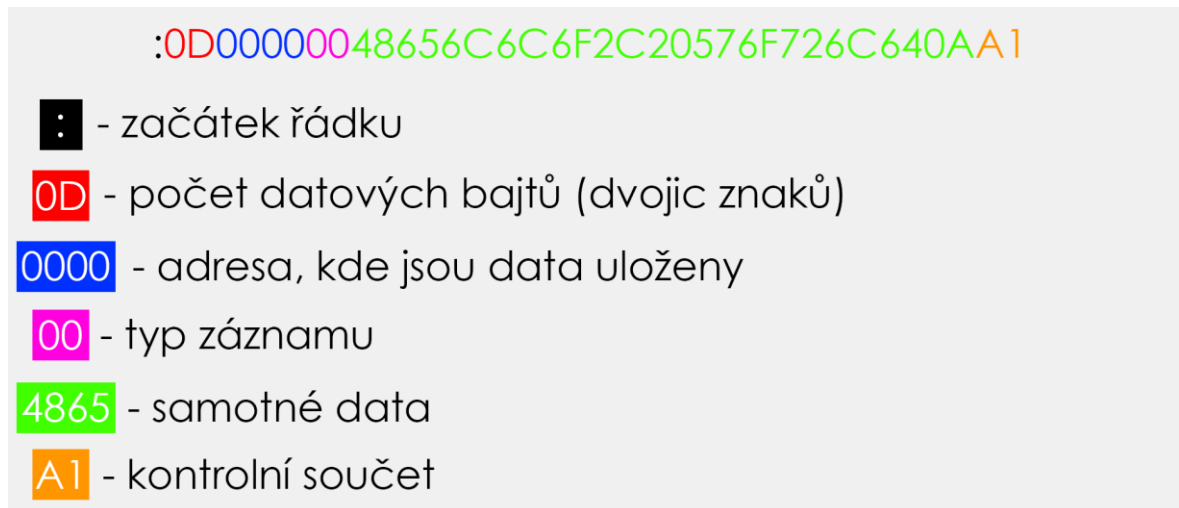 :0D00000048656C6C6F2C20576F726C640AA1
: - začátek řádku
0D - počet datových bajtů (dvojic znaků)
0000 - adresa, kde jsou data uloženy
00 - typ záznamu
4865 - samotné data
A1 - kontrolní součet